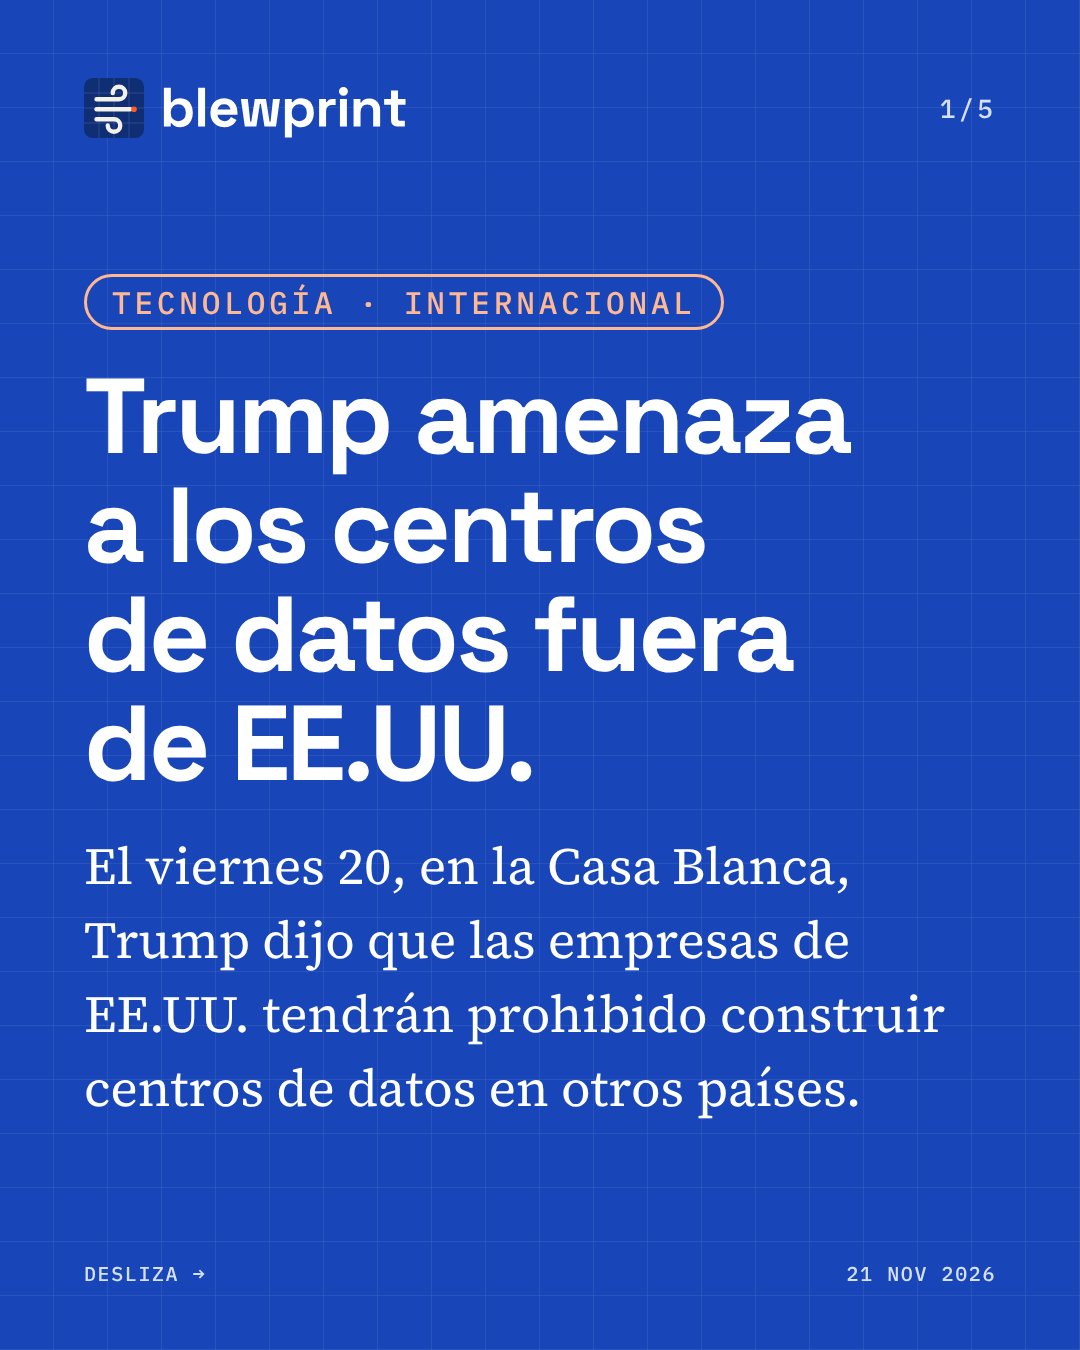 blewprint
1/5
TECNOLOGÍA · INTERNACIONAL
Trump amenaza
a los centros
de datos fuera
de EE.UU.
El viernes 20, en la Casa Blanca,
Trump dijo que las empresas de
EE.UU. tendrán prohibido construir
centros de datos en otros países.
DESLIZA →
21 NOV 2026